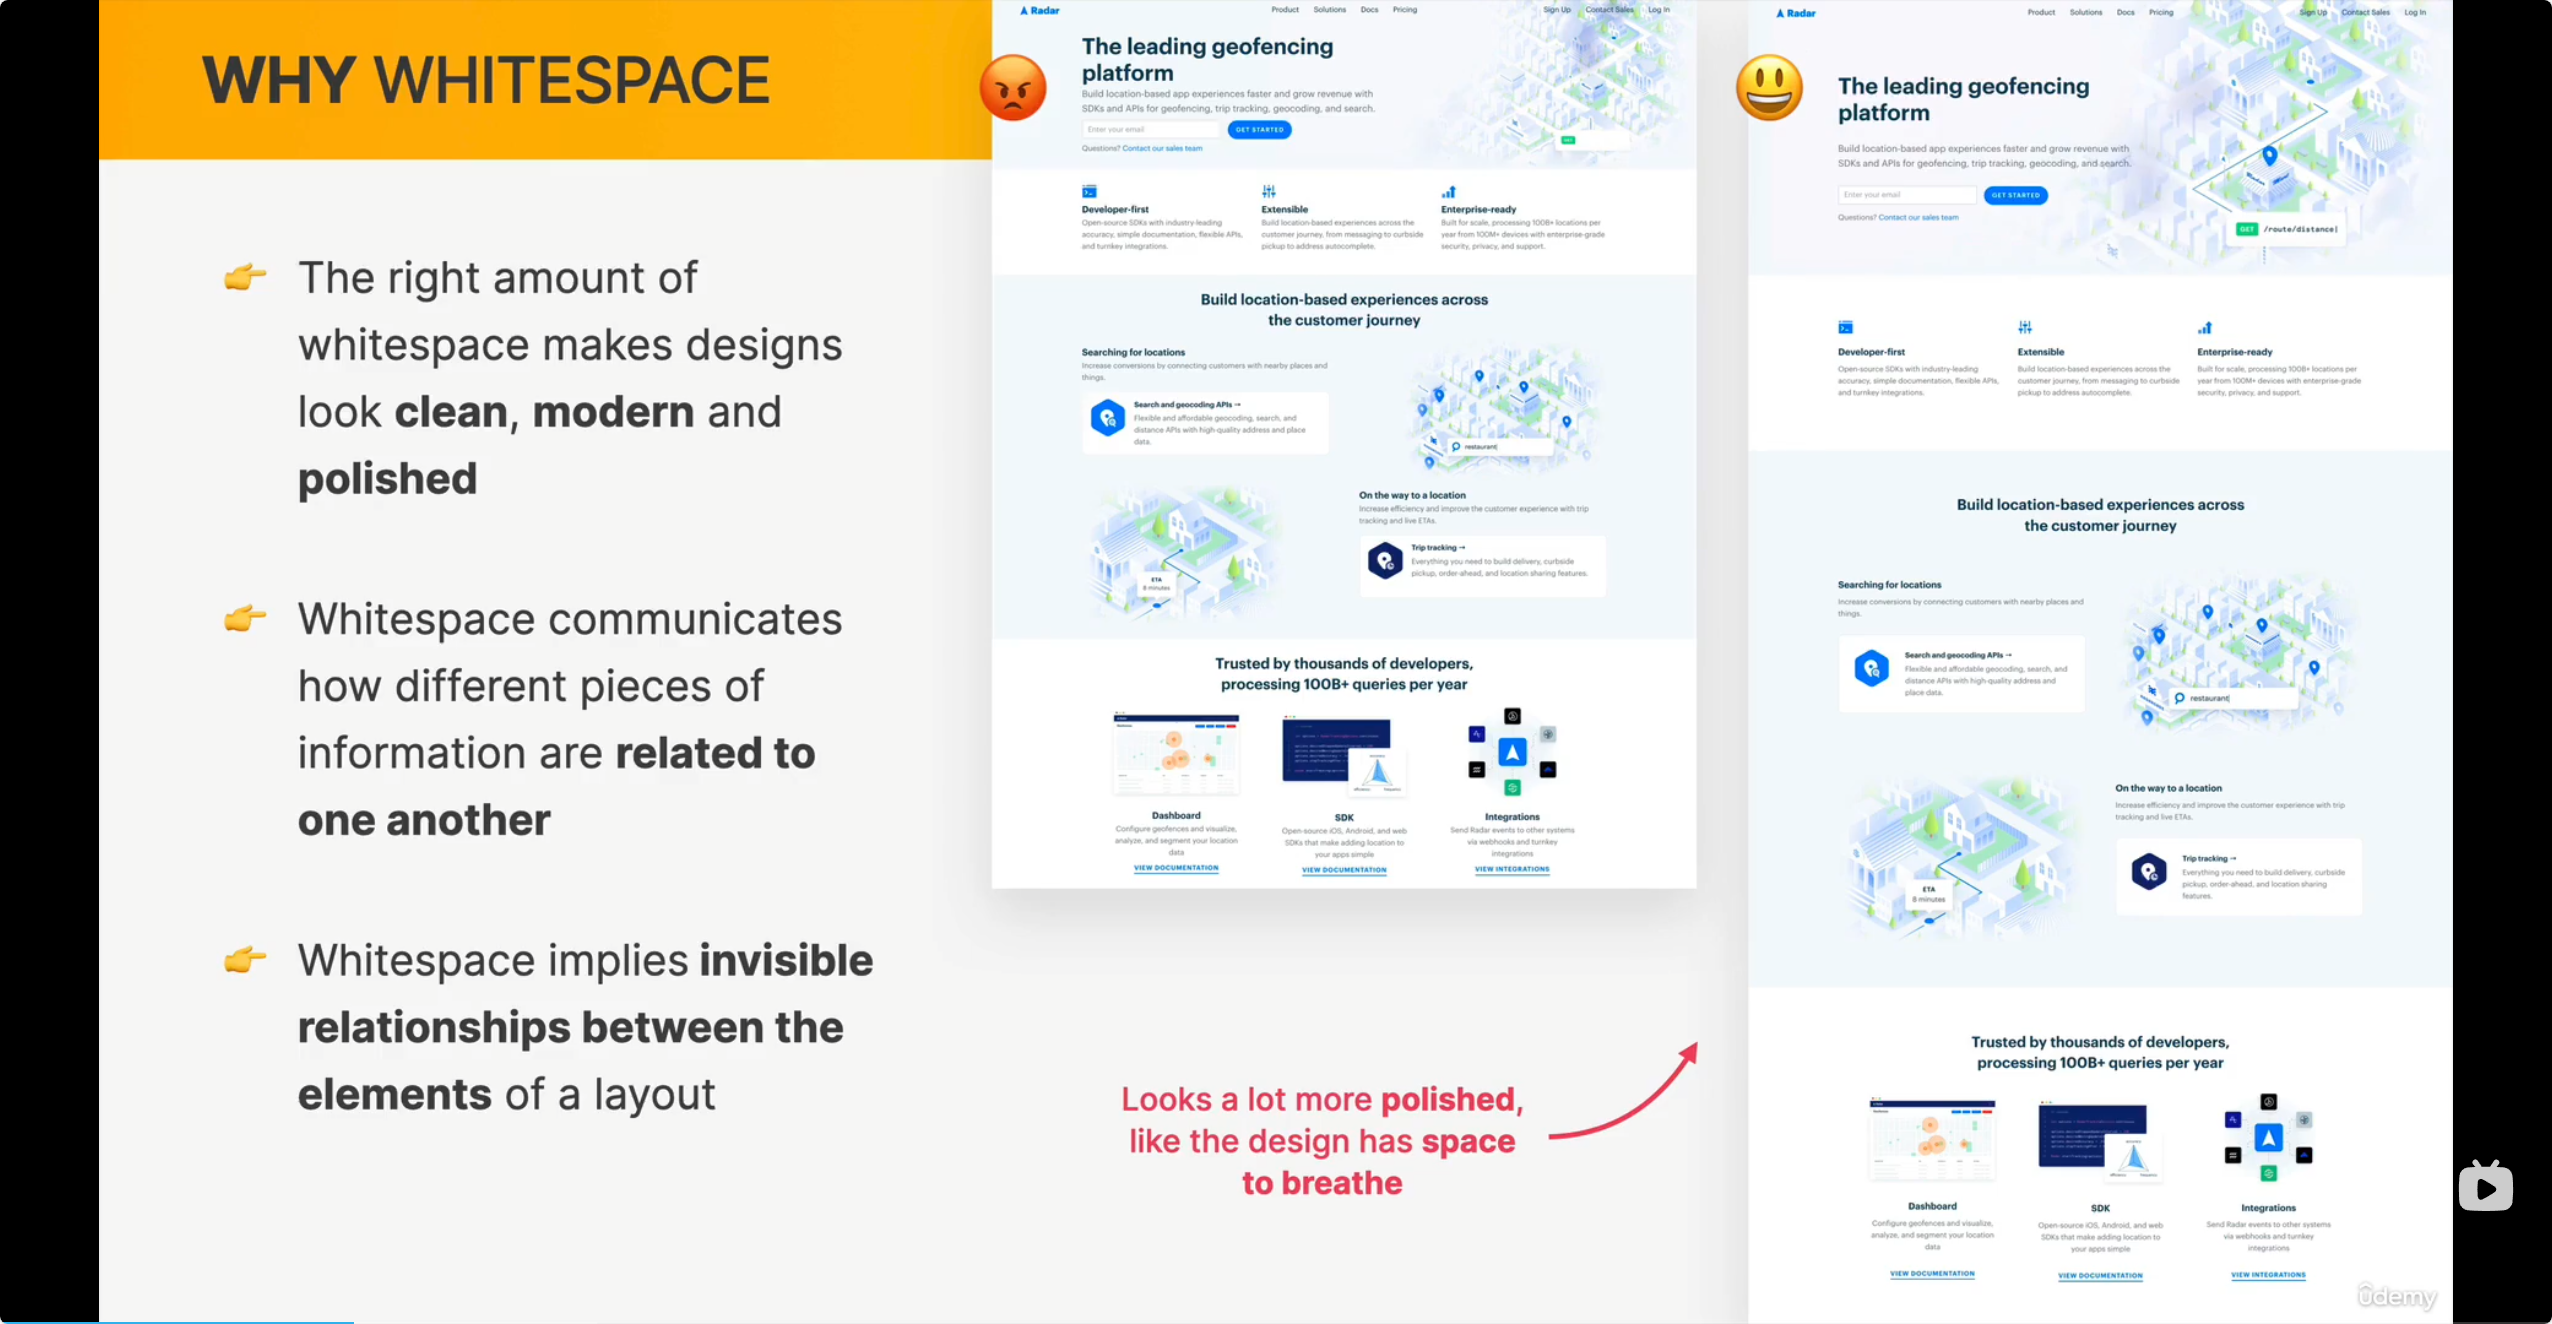 WHY WHITESPACE
The right amount of
whitespace makes designs
look clean, modern and
polished
Whitespace communicates
how different pieces of
information are related to
one another
Whitespace implies invisible
relationships between the
elements of a layout
Radar
Product Solutions Docs Pricing Sign Up Contact Sales Log In
The leading geofencing
platform
Build location-based app experiences faster and grow revenue with
SDKs and APIs for geofencing, trip tracking, geocoding, and search.
Enter your email GET STARTED
Questions? Contact our sales team
GET
Developer-first
Open-source SDKs with industry-leading
accuracy, simple documentation, flexible APIs,
and turnkey integrations.
Extensible
Build location-based experiences across the
customer journey, from messaging to curbside
pickup to address autocomplete.
Enterprise-ready
Built for scale, processing 100B+ locations per
year from 100M+ devices with enterprise-grade
security, privacy, and support.
Build location-based experiences across
the customer journey
Searching for locations
Increase conversions by connecting customers with nearby places and
things.
Search and geocoding APIs →
Flexible and affordable geocoding, search, and
distance APIs with high-quality address and place
data.
restaurant
On the way to a location
Increase efficiency and improve the customer experience with trip
tracking and live ETAs.
Trip tracking →
Everything you need to build delivery, curbside
pickup, order-ahead, and location sharing features.
ETA
8 minutes
Trusted by thousands of developers,
processing 100B+ queries per year
Dashboard
Configure geofences and visualize,
analyze, and segment your location
data
VIEW DOCUMENTATION
SDK
Open-source iOS, Android, and web
SDKs that make adding location to
your apps simple
VIEW DOCUMENTATION
Integrations
Send Radar events to other systems
via webhooks and turnkey
integrations
VIEW INTEGRATIONS
Looks a lot more polished,
like the design has space
to breathe
Radar
Product Solutions Docs Pricing Sign Up Contact Sales Log In
The leading geofencing
platform
Build location-based app experiences faster and grow revenue with
SDKs and APIs for geofencing, trip tracking, geocoding, and search.
Enter your email GET STARTED
Questions? Contact our sales team
GET /route/distance|
Developer-first
Open-source SDKs with industry-leading
accuracy, simple documentation, flexible APIs,
and turnkey integrations.
Extensible
Build location-based experiences across the
customer journey, from messaging to curbside
pickup to address autocomplete.
Enterprise-ready
Built for scale, processing 100B+ locations per
year from 100M+ devices with enterprise-grade
security, privacy, and support.
Build location-based experiences across
the customer journey
Searching for locations
Increase conversions by connecting customers with nearby places and
things.
Search and geocoding APIs →
Flexible and affordable geocoding, search, and
distance APIs with high-quality address and
place data.
restaurant|
On the way to a location
Increase efficiency and improve the customer experience with trip
tracking and live ETAs.
Trip tracking →
Everything you need to build delivery, curbside
pickup, order-ahead, and location sharing
features.
ETA
8 minutes
Trusted by thousands of developers,
processing 100B+ queries per year
Dashboard
Configure geofences and visualize,
analyze, and segment your location
data
VIEW DOCUMENTATION
SDK
Open-source iOS, Android, and web
SDKs that make adding location to
your apps simple
VIEW DOCUMENTATION
Integrations
Send Radar events to other systems
via webhooks and turnkey
integrations
VIEW INTEGRATIONS
ûdemy